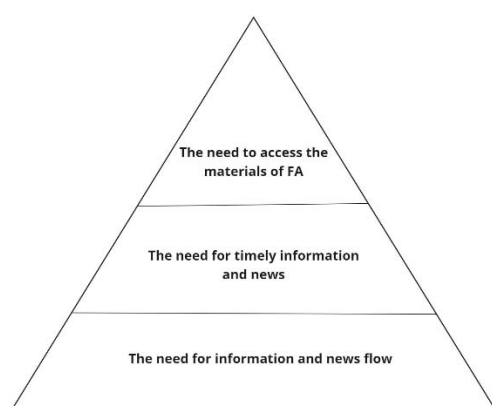 The need to access the
materials of FA
The need for timely information
and news
The need for information and news flow